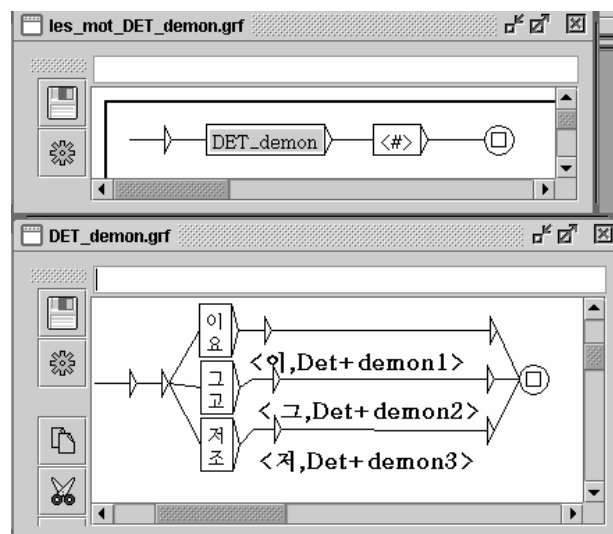 les_mot_DET_demon.grf
DET_demon
<#>
DET_demon.grf
이
요
<이,Det+demon1>
그
고
<그,Det+demon2>
저
조
<저,Det+demon3>